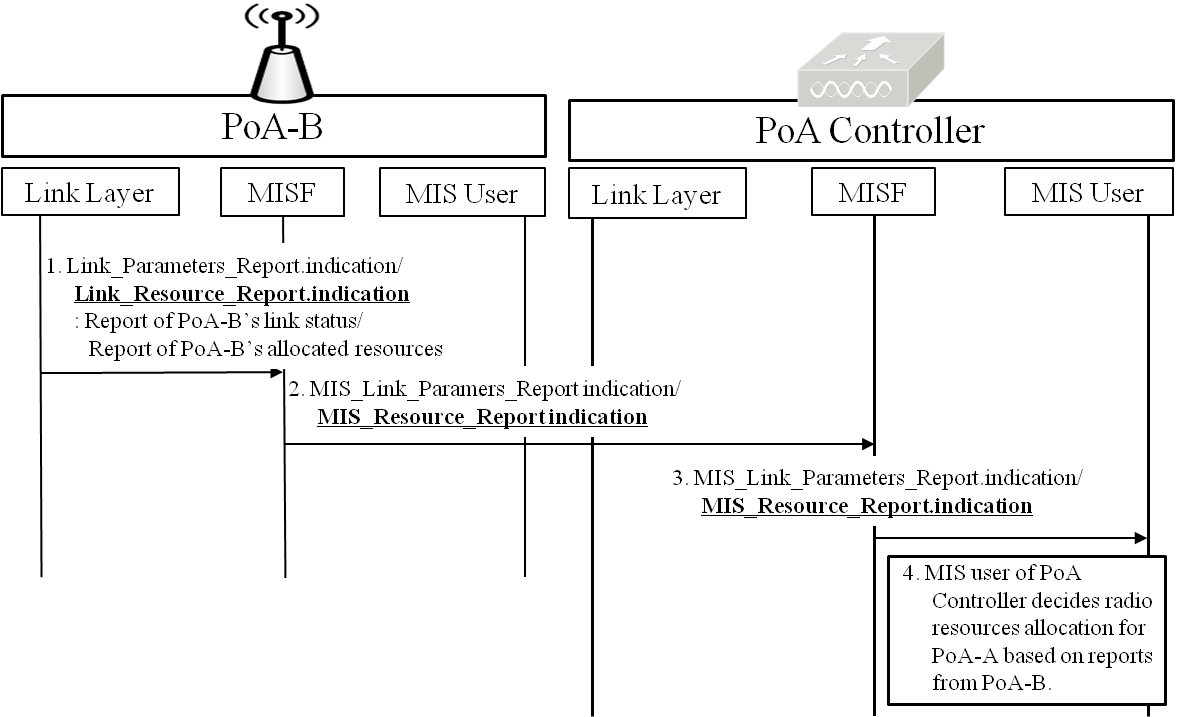 PoA-B
PoA Controller
Link Layer
MISF
MIS User
Link Layer
MISF
MIS User
1. Link_Parameters_Report.indication/
Link_Resource_Report.indication
: Report of PoA-B’s link status/
Report of PoA-B’s allocated resources
2. MIS_Link_Paramers_Report indication/
MIS_Resource_Report indication
3. MIS_Link_Parameters_Report.indication/
MIS_Resource_Report.indication
4. MIS user of PoA
Controller decides radio
resources allocation for
PoA-A based on reports
from PoA-B.